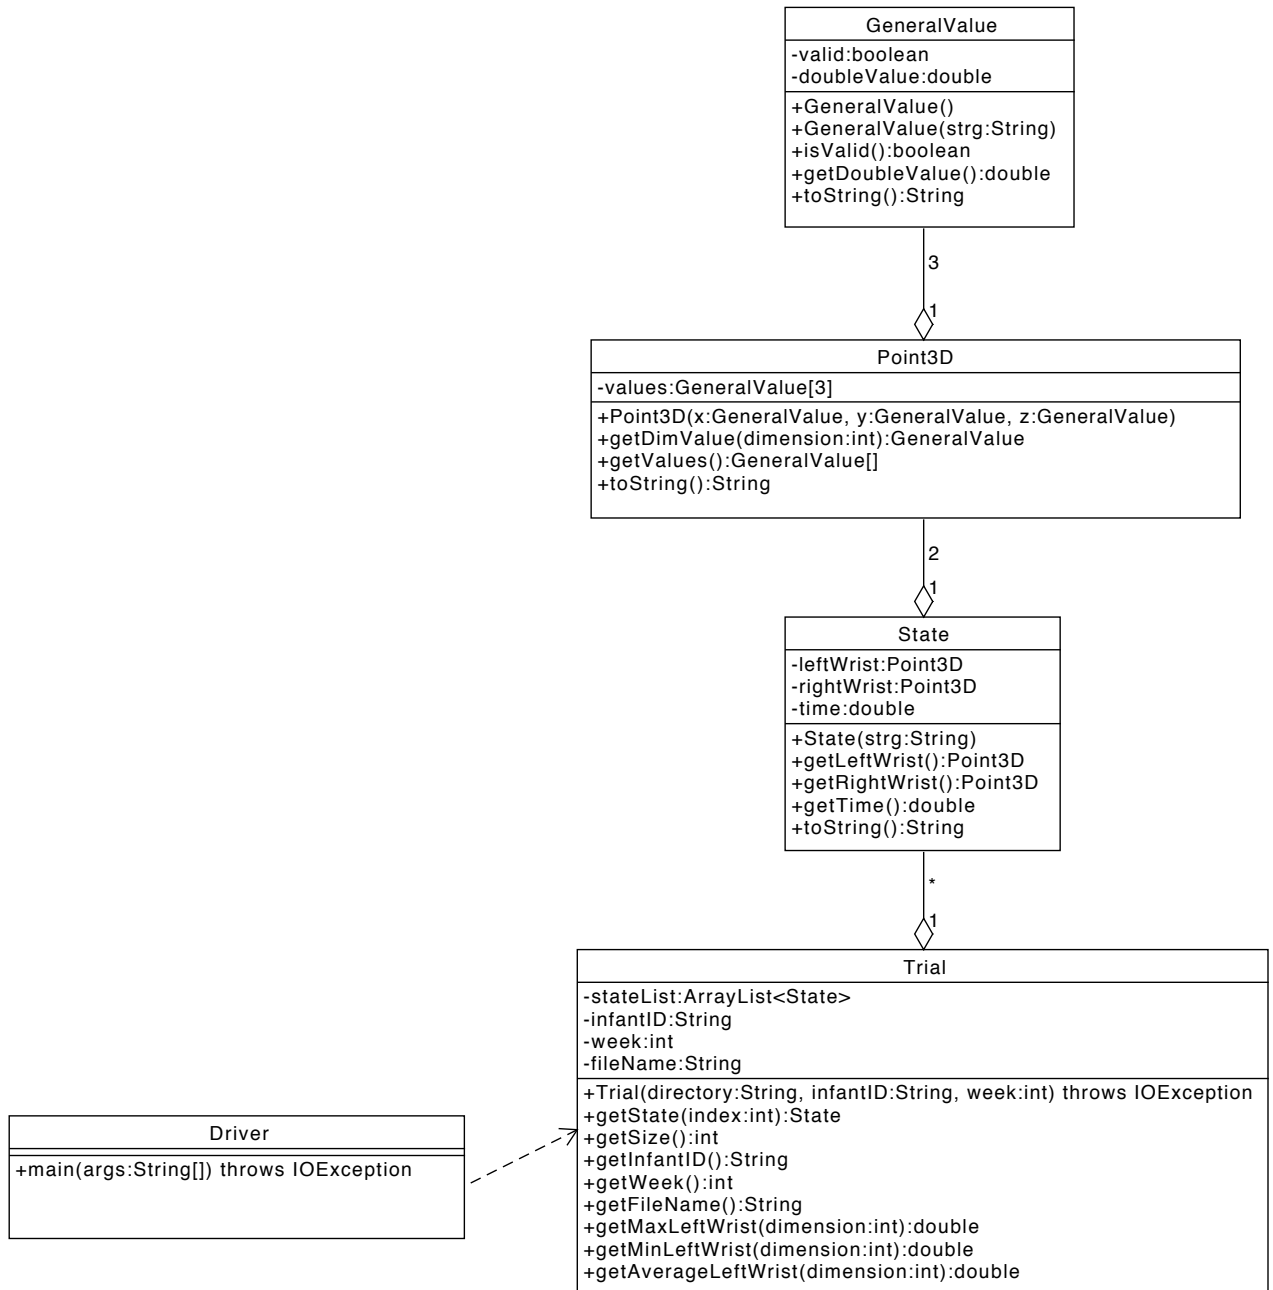 GeneralValue
-valid:boolean
-doubleValue:double
+GeneralValue()
+GeneralValue(strg:String)
+isValid():boolean
+getDoubleValue():double
+toString():String
3
1
Point3D
-values:GeneralValue[3]
+Point3D(x:GeneralValue, y:GeneralValue, z:GeneralValue)
+getDimValue(dimension:int):GeneralValue
+getValues():GeneralValue[]
+toString():String
2
1
State
-leftWrist:Point3D
-rightWrist:Point3D
-time:double
+State(strg:String)
+getLeftWrist():Point3D
+getRightWrist():Point3D
+getTime():double
+toString():String
*
1
Trial
-stateList:ArrayList<State>
-infantID:String
-week:int
-fileName:String
+Trial(directory:String, infantID:String, week:int) throws IOException
+getState(index:int):State
+getSize():int
+getInfantID():String
+getWeek():int
+getFileName():String
+getMaxLeftWrist(dimension:int):double
+getMinLeftWrist(dimension:int):double
+getAverageLeftWrist(dimension:int):double
Driver
+main(args:String[]) throws IOException